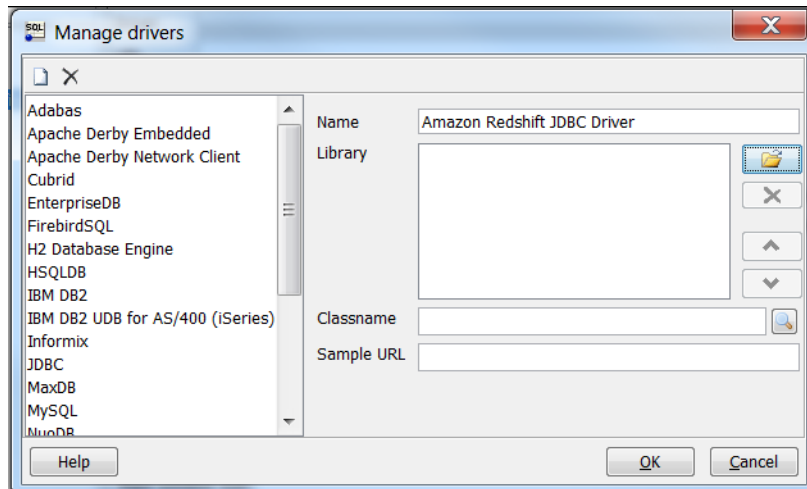 SQL Manage drivers
Adabas
Apache Derby Embedded
Apache Derby Network Client
Cubrid
EnterpriseDB
FirebirdSQL
H2 Database Engine
HSQLDB
IBM DB2
IBM DB2 UDB for AS/400 (iSeries)
Informix
JDBC
MaxDB
MySQL
NuoDB
Name Amazon Redshift JDBC Driver
Library
Classname
Sample URL
Help OK Cancel